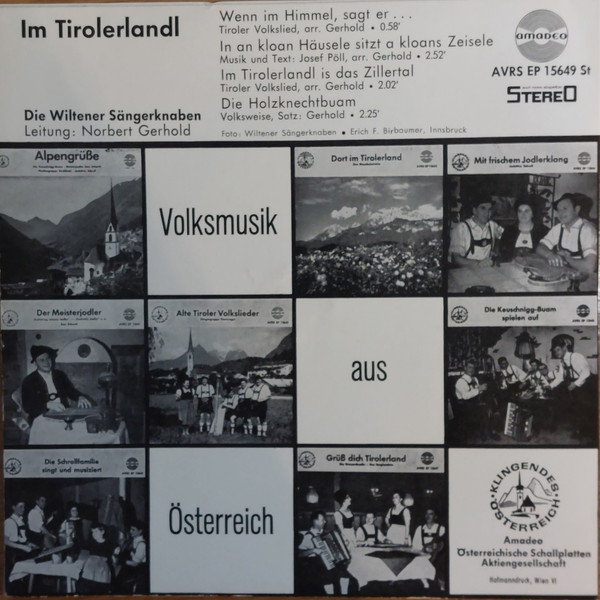 Im Tirolerlandl
Die Wiltener Sängerknaben
Leitung: Norbert Gerhold
Wenn im Himmel, sagt er . . .
Tiroler Volkslied, arr. Gerhold • 0.58'
In an kloan Häusele sitzt a kloans Zeisele
Musik und Text: Josef Pöll, arr. Gerhold • 2.52'
Im Tirolerlandl is das Zillertal
Tiroler Volkslied, arr. Gerhold • 2.02'
Die Holzknechtbuam
Volksweise, Satz: Gerhold • 2.25'
Foto: Wiltener Sängerknaben • Erich F. Birbaumer, Innsbruck
AMADEO
AVRS EP 15649 St
STEREO
Alpengrüße
Volksmusik
Dort im Tirolerland
Mit frischem Jodlerklang
Der Meisterjodler
Alte Tiroler Volkslieder
aus
Die Keuschnigg-Buam
spielen auf
Die Schroffamilie
singt und musiziert
Österreich
Grüß dich Tirolerland
KLINGENDES
ÖSTERREICH
Amadeo
Österreichische Schallplatten
Aktiengesellschaft
Hofmanndruck, Wien VI